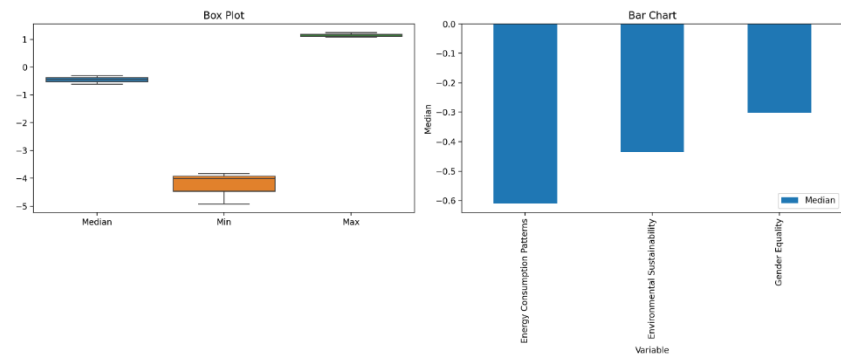 Box Plot
1
0
−1
−2
−3
−4
−5
Median
Min
Max
Bar Chart
0.0
−0.1
−0.2
−0.3
−0.4
−0.5
−0.6
Median
Median
Energy Consumption Patterns
Environmental Sustainability
Gender Equality
Variable